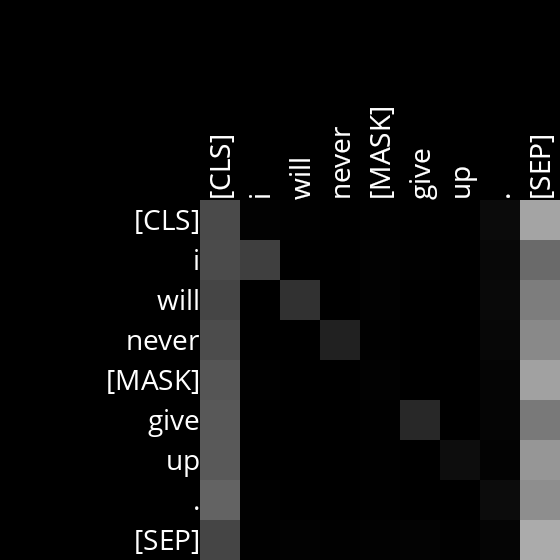 [CLS] i will never [MASK] give up . [SEP]
[CLS]
i
will
never
[MASK]
give
up
.
[SEP]